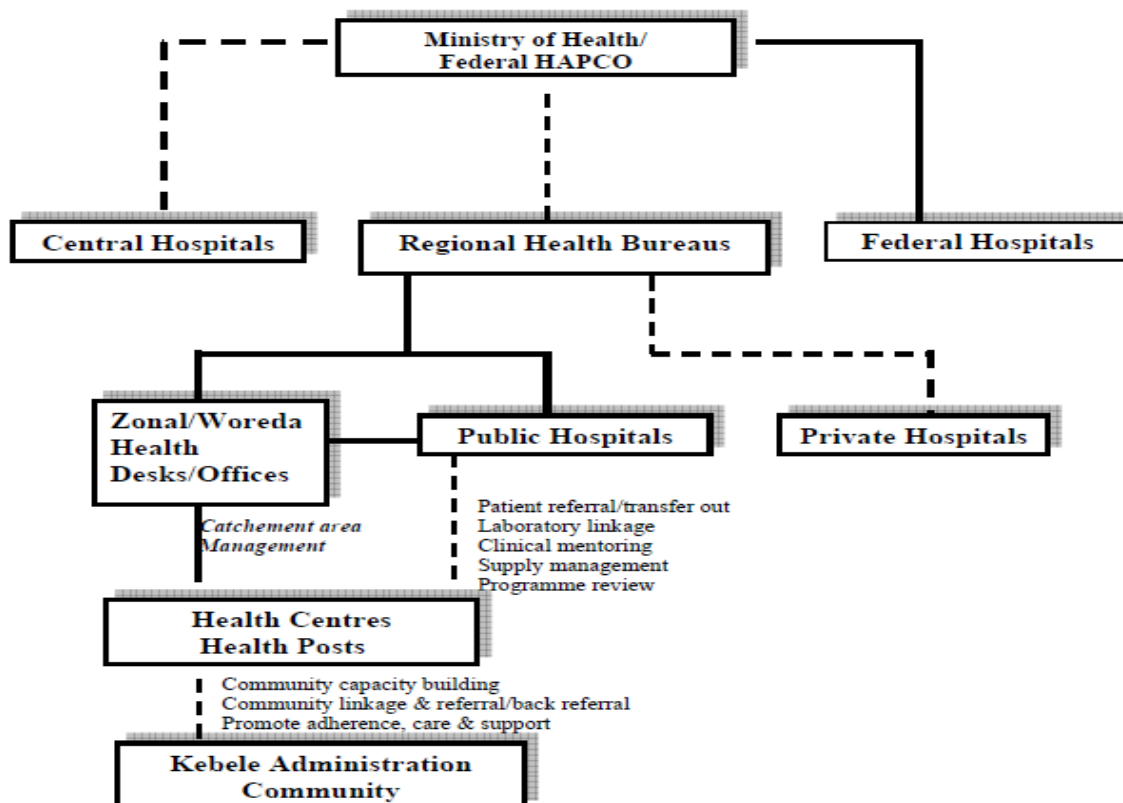 Ministry of Health/
Federal HAPCO
Central Hospitals
Regional Health Bureaus
Federal Hospitals
Zonal/Woreda
Health
Desks/Offices
Public Hospitals
Private Hospitals
Catchement area
Management
Patient referral/transfer out
Laboratory linkage
Clinical mentoring
Supply management
Programme review
Health Centres
Health Posts
Community capacity building
Community linkage & referral/back referral
Promote adherence, care & support
Kebele Administration
Community